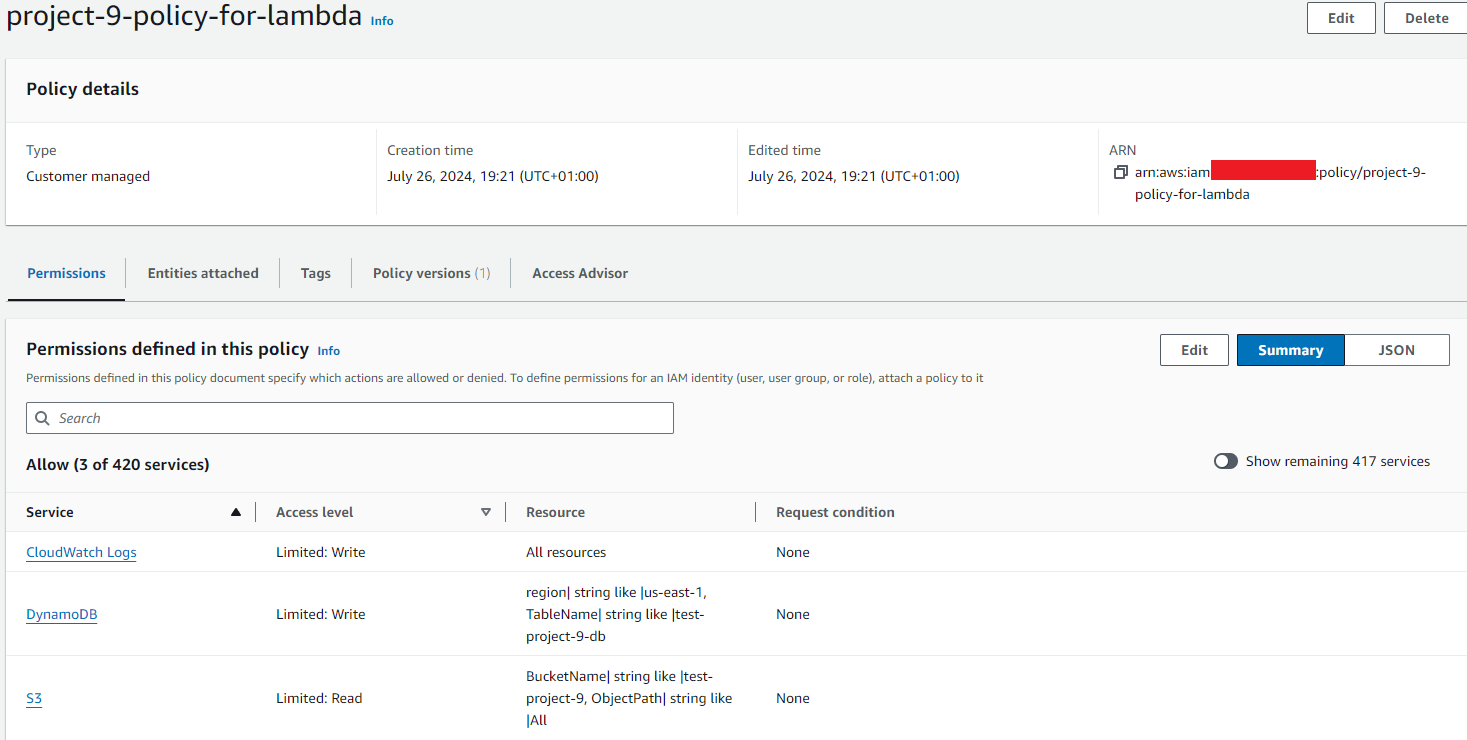 project-9-policy-for-lambda Info
Edit
Delete
Policy details
Type
Customer managed
Creation time
July 26, 2024, 19:21 (UTC+01:00)
Edited time
July 26, 2024, 19:21 (UTC+01:00)
ARN
arn:aws:iam :policy/project-9-
policy-for-lambda
Permissions
Entities attached
Tags
Policy versions (1)
Access Advisor
Permissions defined in this policy Info
Permissions defined in this policy document specify which actions are allowed or denied. To define permissions for an IAM identity (user, user group, or role), attach a policy to it
Edit
Summary
JSON
Search
Allow (3 of 420 services)
Show remaining 417 services
Service
Access level
Resource
Request condition
CloudWatch Logs
Limited: Write
All resources
None
DynamoDB
Limited: Write
region| string like |us-east-1,
TableName| string like |test-
project-9-db
None
S3
Limited: Read
BucketName| string like |test-
project-9, ObjectPath| string like
|All
None